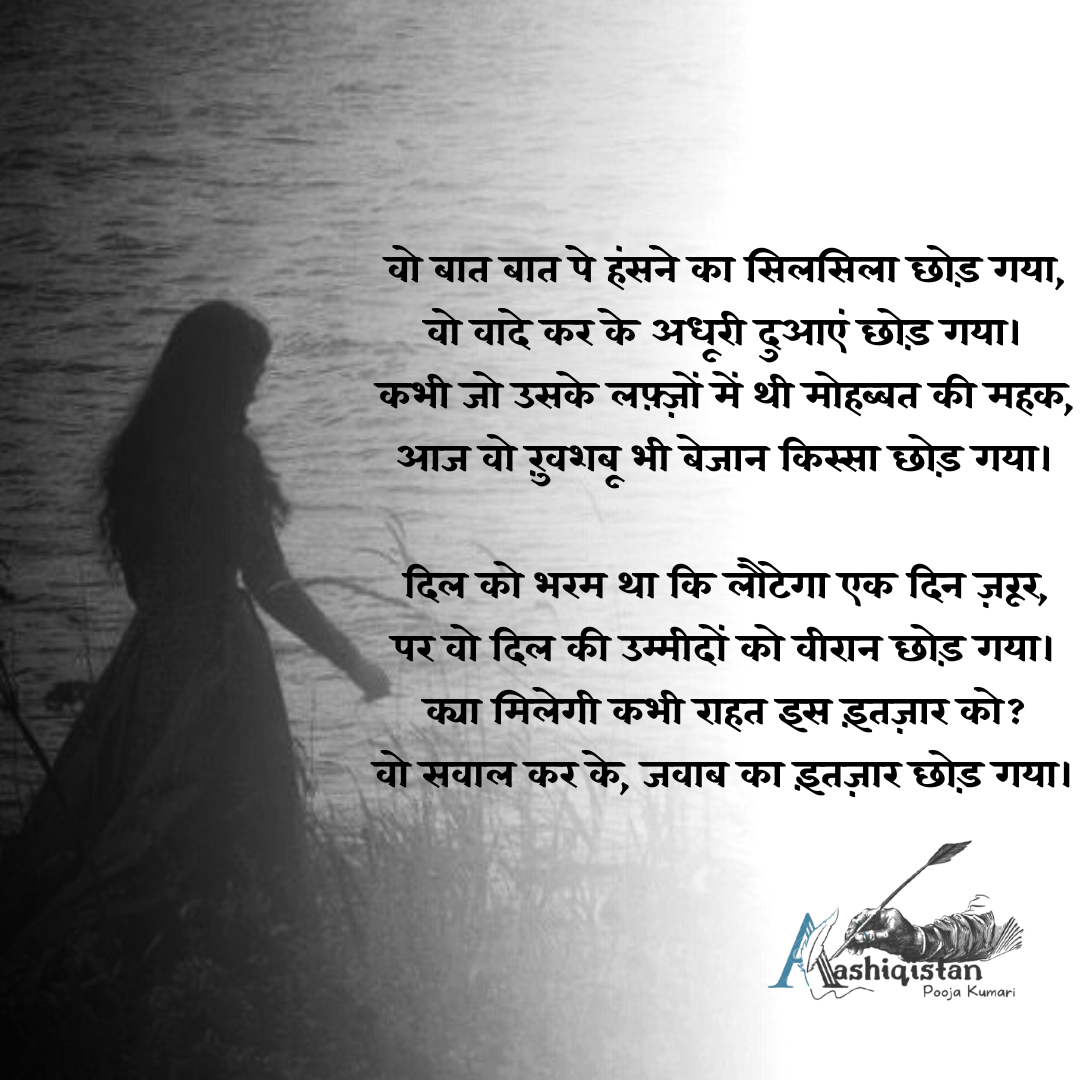 वो बात बात पे हंसने का सिलसिला छोड़ गया,
वो वादे कर के अधूरी दुआएं छोड़ गया।
कभी जो उसके लफ़्ज़ों में थी मोहब्बत की महक,
आज वो ख़ुशबू भी बेजान किस्सा छोड़ गया।
दिल को भरम था कि लौटेगा एक दिन ज़रूर,
पर वो दिल की उम्मीदों को वीरान छोड़ गया।
क्या मिलेगी कभी राहत इस इंतज़ार को?
वो सवाल कर के, जवाब का इंतज़ार छोड़ गया।
Aashiqistan
Pooja Kumari